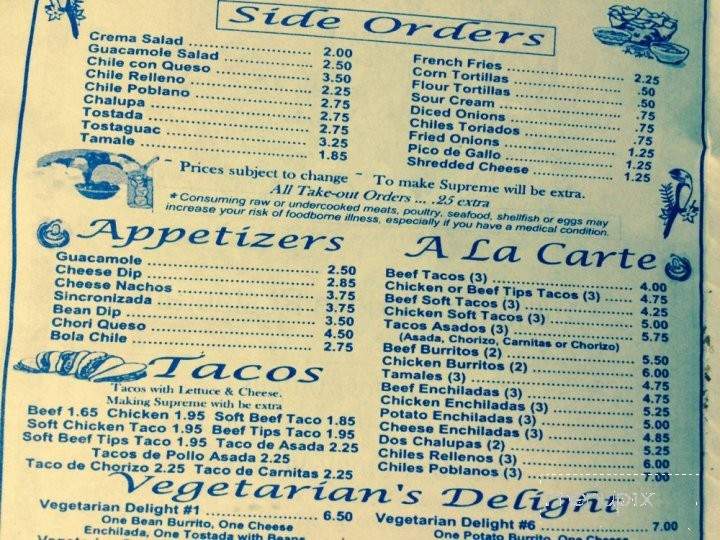 Side Orders
Crema Salad 2.00
Guacamole Salad 2.50
Chile con Queso 3.50
Chile Relleno 2.25
Chile Poblano 2.75
Chalupa 2.75
Tostada 2.75
Tostaguac 3.25
Tamale 1.85
French Fries 2.25
Corn Tortillas .50
Flour Tortillas .50
Sour Cream .75
Diced Onions
Chiles Toriados .75
Fried Onions 1.25
Pico de Gallo 1.25
Shredded Cheese 1.25
~ Prices subject to change ~ To make Supreme will be extra.
All Take-out Orders ... .25 extra
*Consuming raw or undercooked meats, poultry, seafood, shellfish or eggs may
increase your risk of foodborne illness, especially if you have a medical condition.
Appetizers
Guacamole 2.50
Cheese Dip 2.85
Cheese Nachos 3.75
Sincronizada 3.75
Bean Dip 3.50
Chori Queso 4.50
Bola Chile 2.75
Tacos
Tacos with Lettuce & Cheese.
Making Supreme with be extra
Beef 1.65 Chicken 1.95 Soft Beef Taco 1.85
Soft Chicken Taco 1.95 Beef Tips Taco 1.95
Soft Beef Tips Taco 1.95 Taco de Asada 2.25
Tacos de Pollo Asada 2.25
Taco de Chorizo 2.25 Taco de Carnitas 2.25
A La Carte
Beef Tacos (3) 4.00
Chicken or Beef Tips Tacos (3) 4.75
Beef Soft Tacos (3) 4.25
Chicken Soft Tacos (3) 5.00
Tacos Asados (3) 5.75
(Asada, Chorizo, Carnitas or Chorizo)
Beef Burritos (2) 5.50
Chicken Burritos (2) 6.00
Tamales (3) 4.75
Beef Enchiladas (3) 4.75
Chicken Enchiladas (3) 5.25
Potato Enchiladas (3) 5.00
Cheese Enchiladas (3) 4.85
Dos Chalupas (2) 5.25
Chiles Rellenos (3) 6.00
Chiles Poblanos (3) 7.00
Vegetarian's Delight
Vegetarian Delight #1 6.50
One Bean Burrito, One Cheese
Enchilada, One Tostada with Beans
Vegetarian Delight #6 7.00
One Potato Burrito, One Cheese